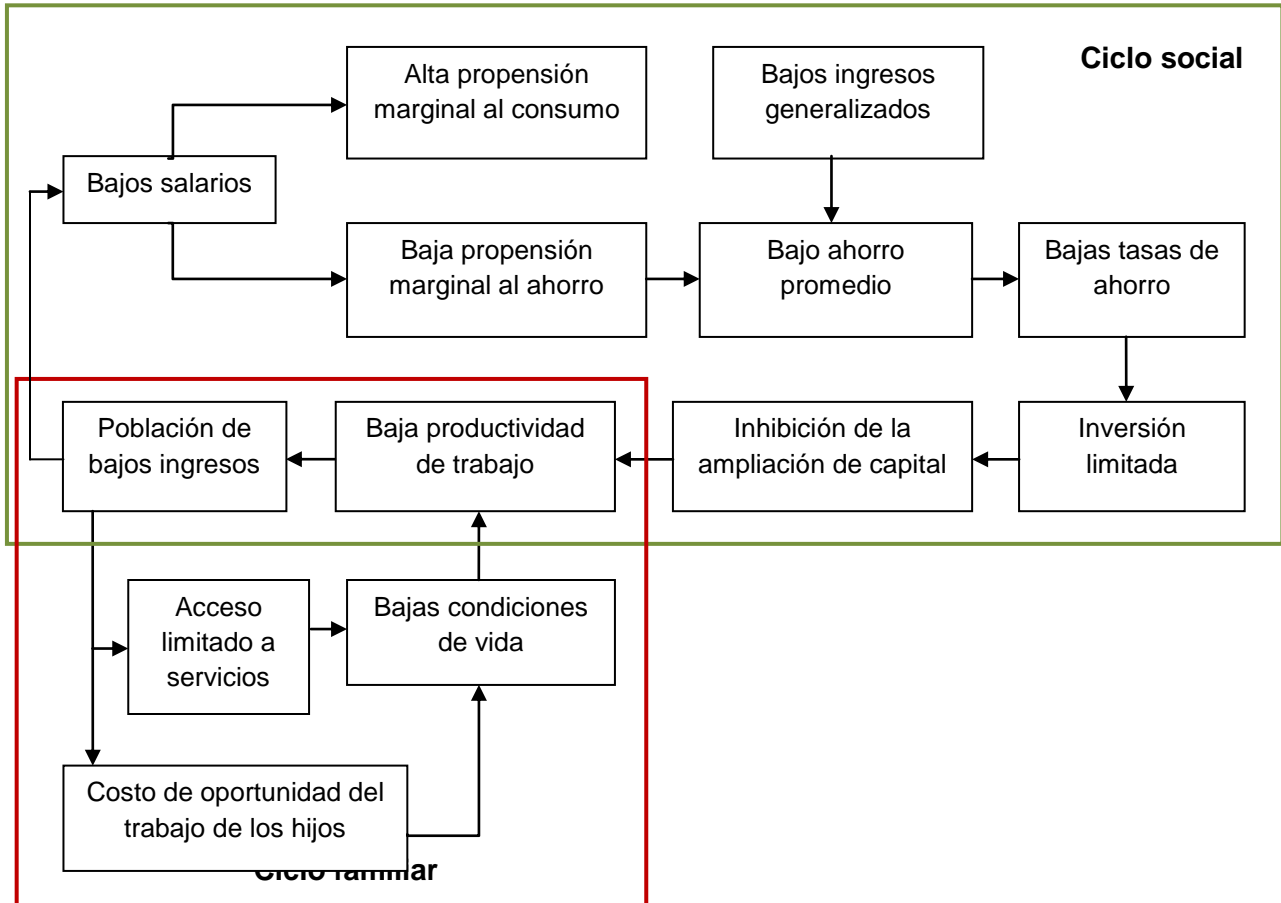 Ciclo social
Alta propensión
marginal al consumo
Bajos ingresos
generalizados
Bajos salarios
Baja propensión
marginal al ahorro
Bajo ahorro
promedio
Bajas tasas de
ahorro
Población de
bajos ingresos
Baja productividad
de trabajo
Inhibición de la
ampliación de capital
Inversión
limitada
Acceso
limitado a
servicios
Bajas condiciones
de vida
Costo de oportunidad del
trabajo de los hijos
Ciclo familiar